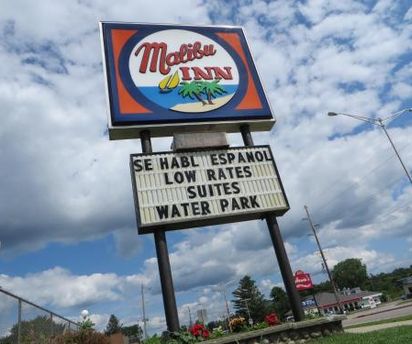 Malibu
INN
SE HABL ESPANOL
LOW RATES
SUITES
WATER PARK